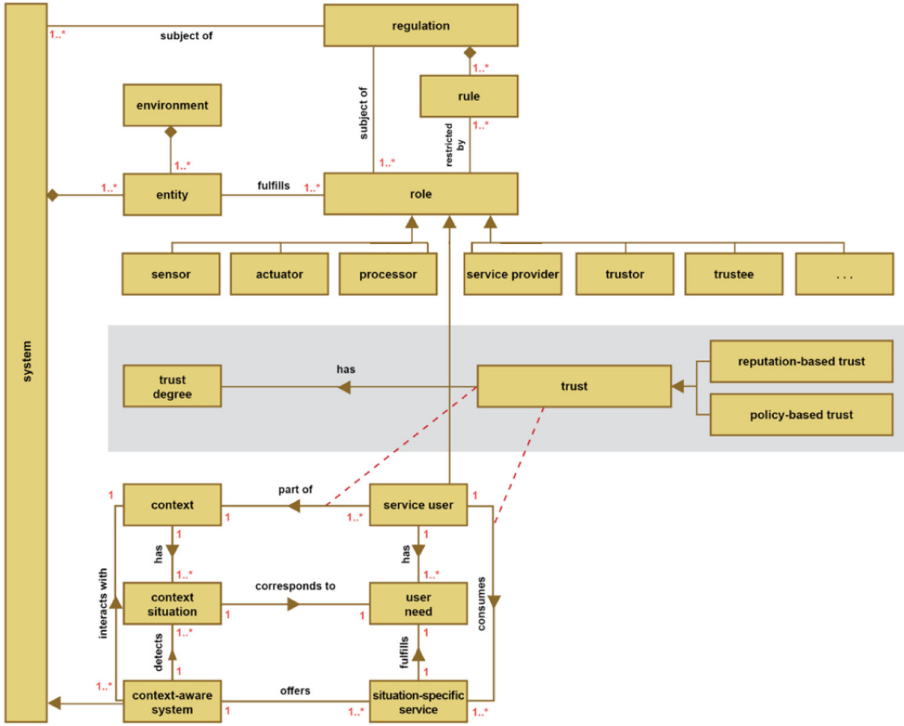 regulation
1..*
subject of
1..*
rule
environment
subject of
restricted
by
1..*
1..*
1..*
1..*
1..*
entity
fulfills
1..*
role
sensor
actuator
processor
service provider
trustor
trustee
. . .
system
trust
degree
has
trust
reputation-based trust
policy-based trust
1
context
1
part of
1..*
service user
1
1
has
1..*
1
has
1..*
interacts with
consumes
context
situation
1
corresponds to
1
user
need
1..*
detects
1
1
fulfills
1
1..*
context-aware
system
1
offers
1..*
situation-specific
service
1..*